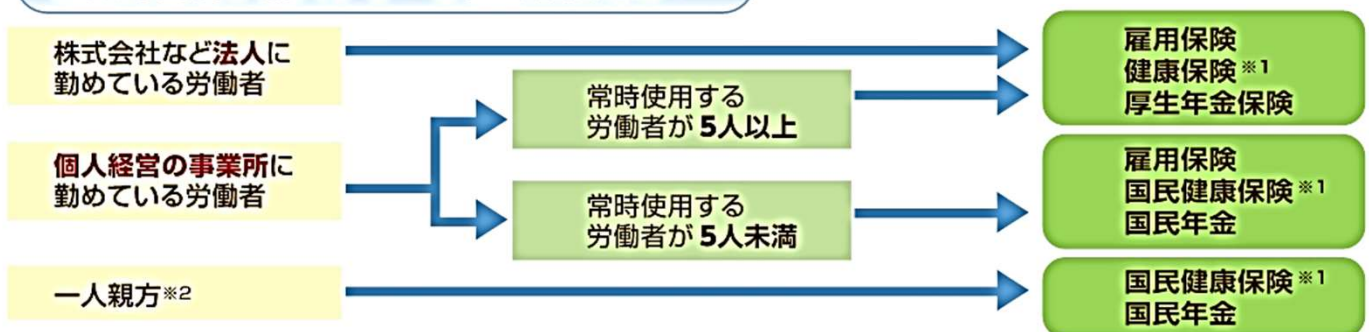 株式会社など法人に
勤めている労働者
個人経営の事業所に
勤めている労働者
一人親方※2
常時使用する
労働者が5人以上
常時使用する
労働者が5人未満
雇用保険
健康保険※1
厚生年金保険
雇用保険
国民健康保険※1
国民年金
国民健康保険※1
国民年金